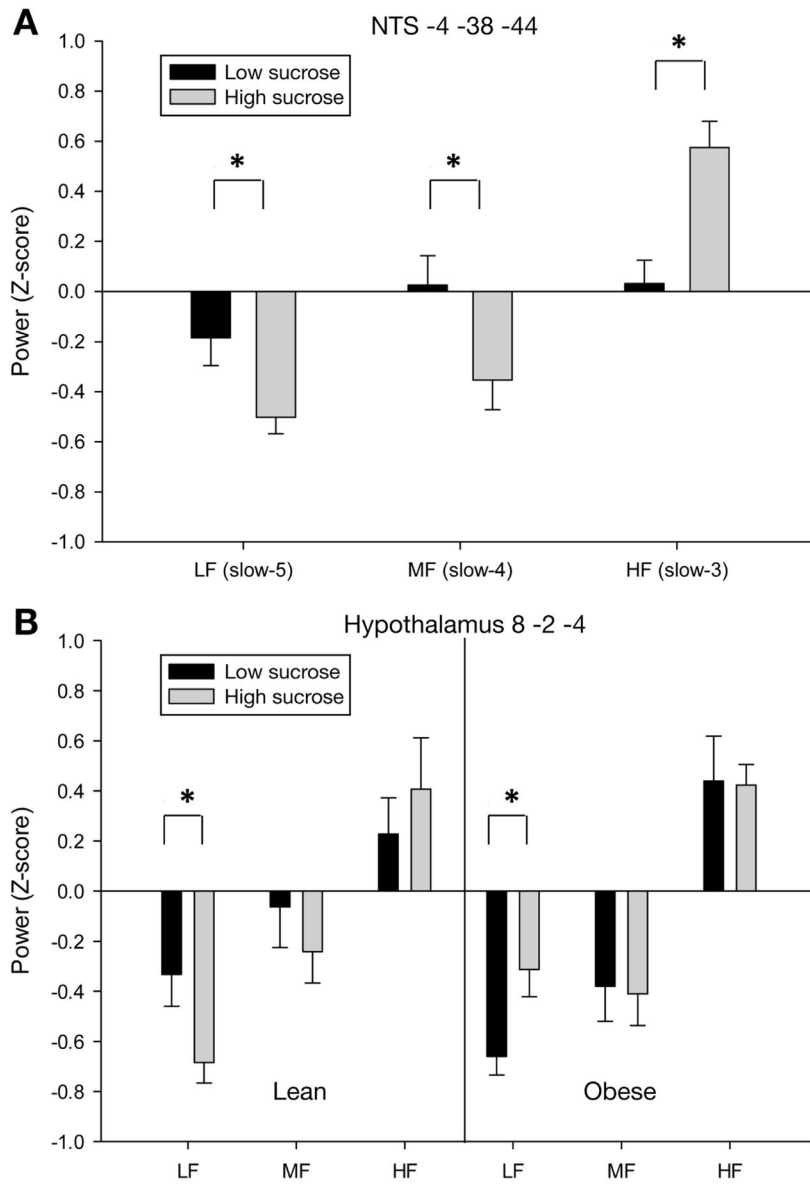 A
NTS -4 -38 -44
Low sucrose
High sucrose
Power (Z-score)
1.0
0.8
0.6
0.4
0.2
0.0
-0.2
-0.4
-0.6
-0.8
-1.0
*
*
*
LF (slow-5)
MF (slow-4)
HF (slow-3)
B
Hypothalamus 8 -2 -4
Low sucrose
High sucrose
Power (Z-score)
1.0
0.8
0.6
0.4
0.2
0.0
-0.2
-0.4
-0.6
-0.8
-1.0
*
*
Lean
Obese
LF
MF
HF
LF
MF
HF